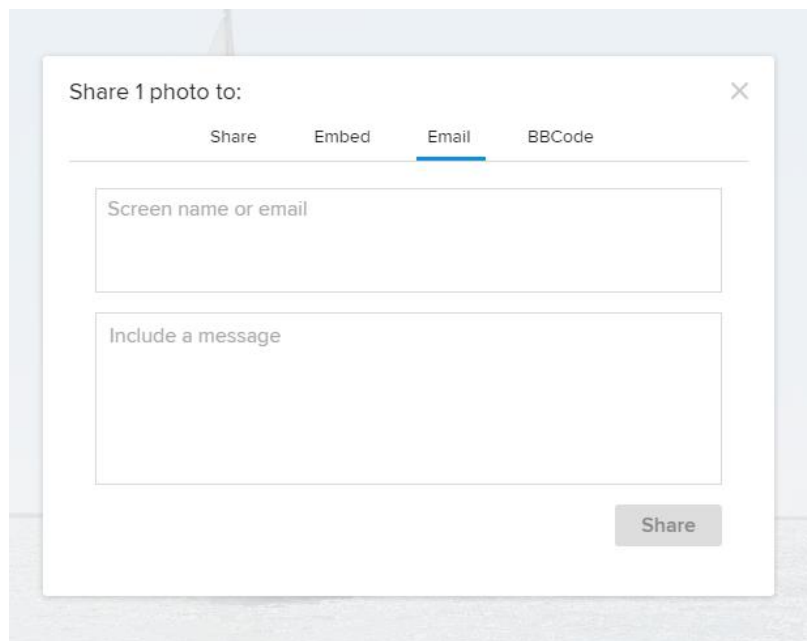 Share 1 photo to:
Share Embed Email BBCode
Screen name or email
Include a message
Share